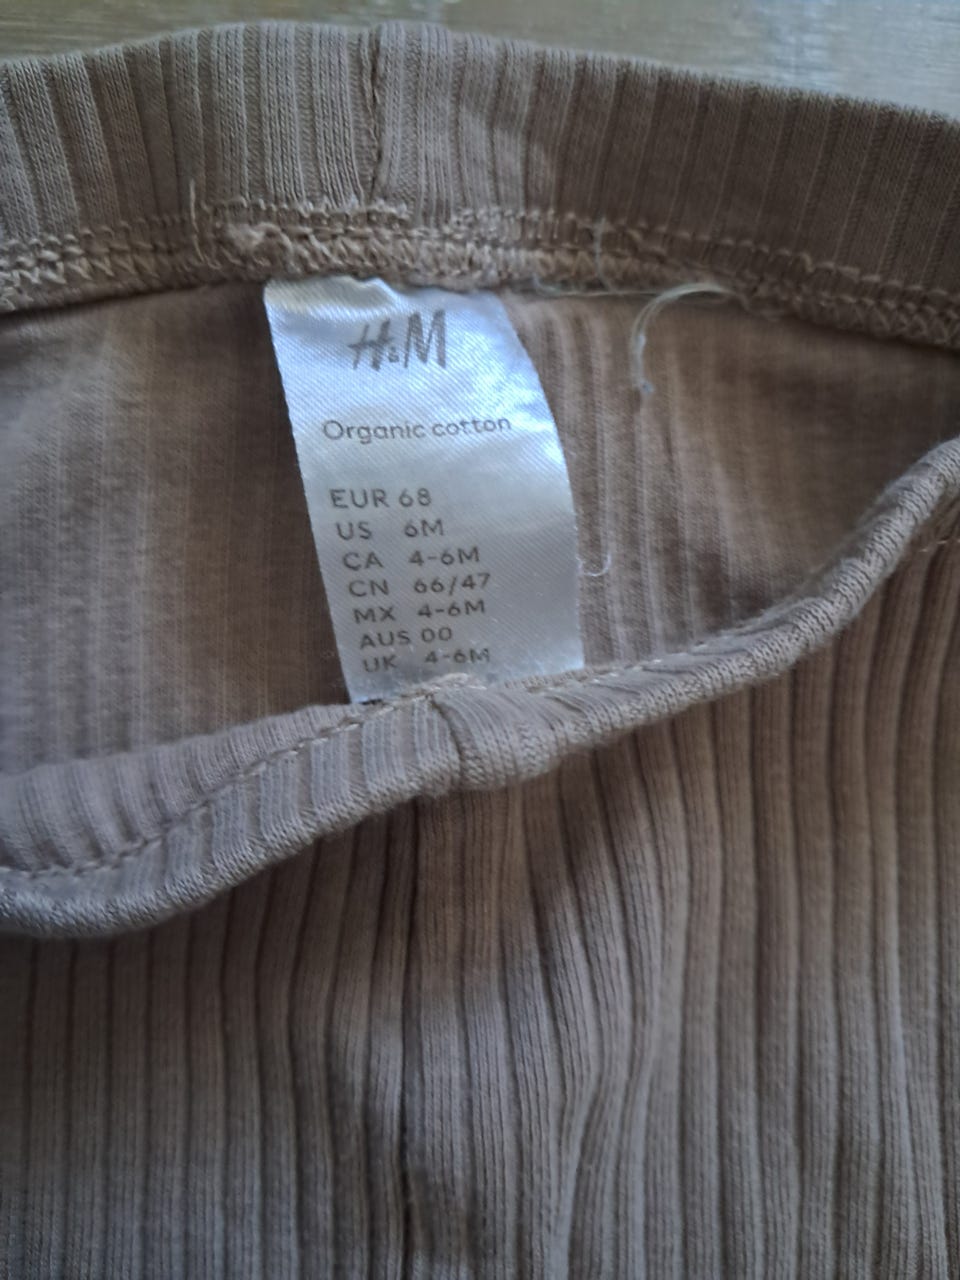 H&M
Organic cotton
EUR 68
US 6M
CA 4-6M
CN 66/47
MX 4-6M
AUS 00
UK 4-6M